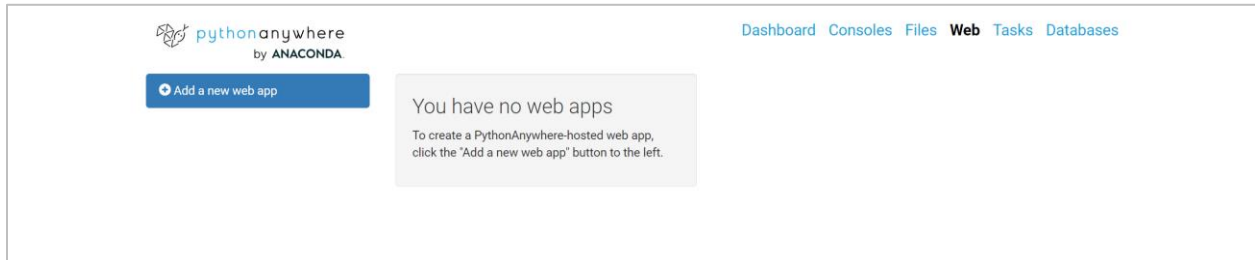 pythonanywhere
by ANACONDA.
Dashboard Consoles Files Web Tasks Databases
Add a new web app
You have no web apps
To create a PythonAnywhere-hosted web app,
click the "Add a new web app" button to the left.